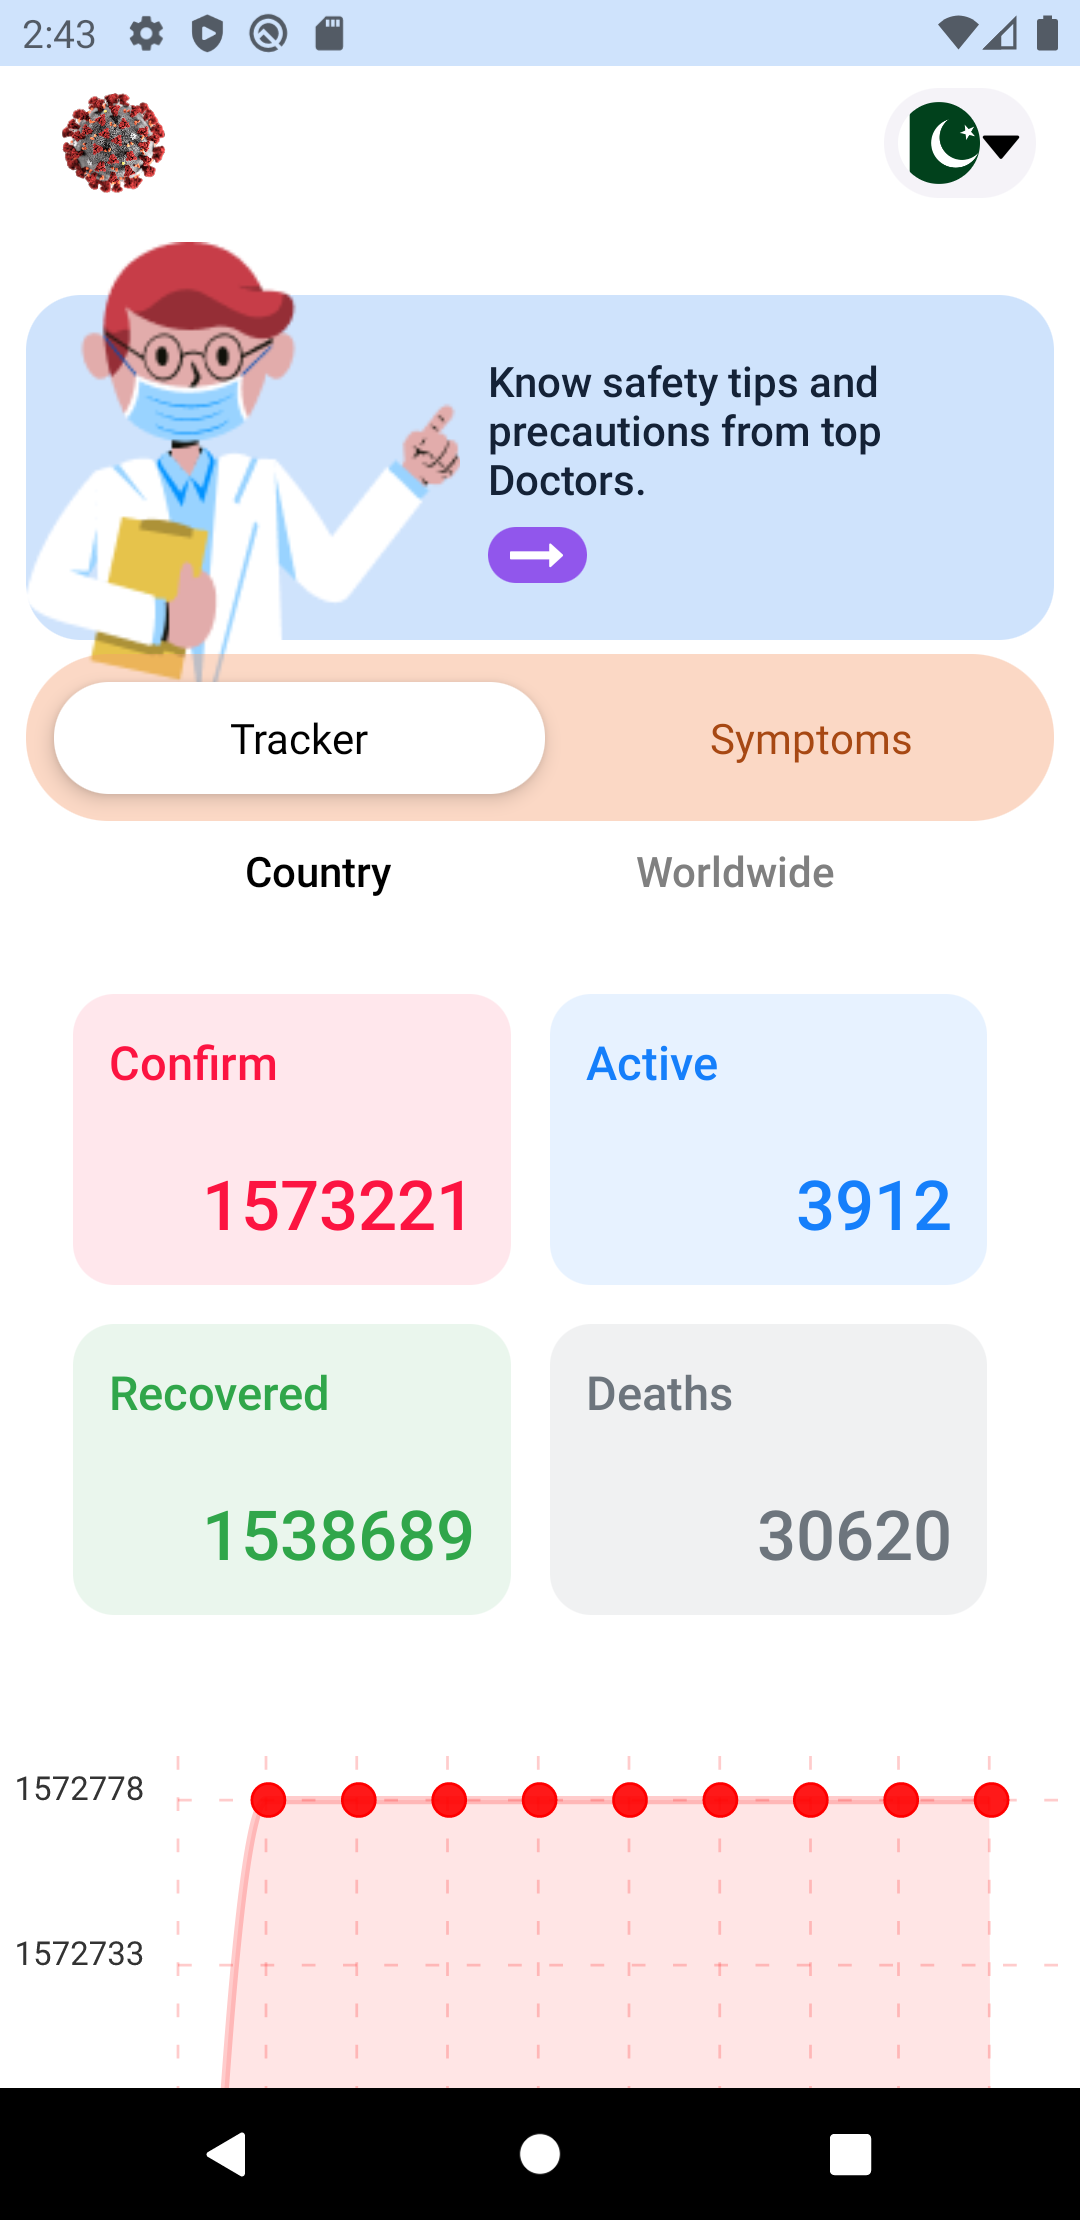 2:43
Know safety tips and
precautions from top
Doctors.
Tracker Symptoms
Country Worldwide
Confirm Active
1573221 3912
Recovered Deaths
1538689 30620
1572778
1572733